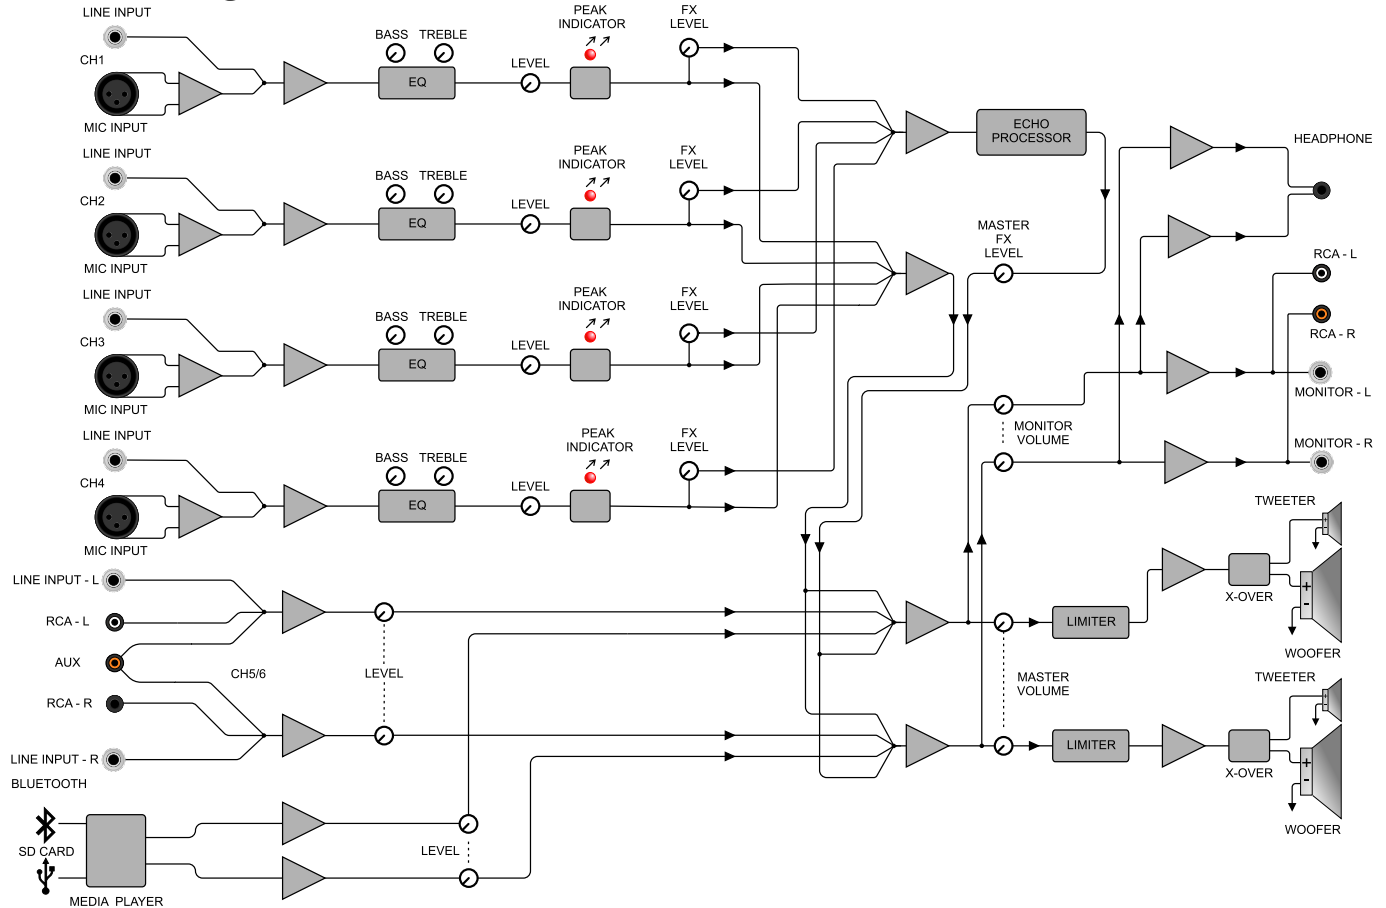 LINE INPUT
CH1
MIC INPUT
BASS TREBLE
EQ
LEVEL
PEAK
INDICATOR
FX
LEVEL
LINE INPUT
CH2
MIC INPUT
BASS TREBLE
EQ
LEVEL
PEAK
INDICATOR
FX
LEVEL
LINE INPUT
CH3
MIC INPUT
BASS TREBLE
EQ
LEVEL
PEAK
INDICATOR
FX
LEVEL
LINE INPUT
CH4
MIC INPUT
BASS TREBLE
EQ
LEVEL
PEAK
INDICATOR
FX
LEVEL
ECHO
PROCESSOR
MASTER
FX
LEVEL
HEADPHONE
RCA - L
RCA - R
MONITOR - L
MONITOR
VOLUME
MONITOR - R
LINE INPUT - L
RCA - L
AUX
RCA - R
LINE INPUT - R
CH5/6
LEVEL
BLUETOOTH
SD CARD
MEDIA PLAYER
LEVEL
MASTER
VOLUME
LIMITER
X-OVER
TWEETER
+
-
+
-
WOOFER
LIMITER
X-OVER
TWEETER
+
-
+
-
WOOFER